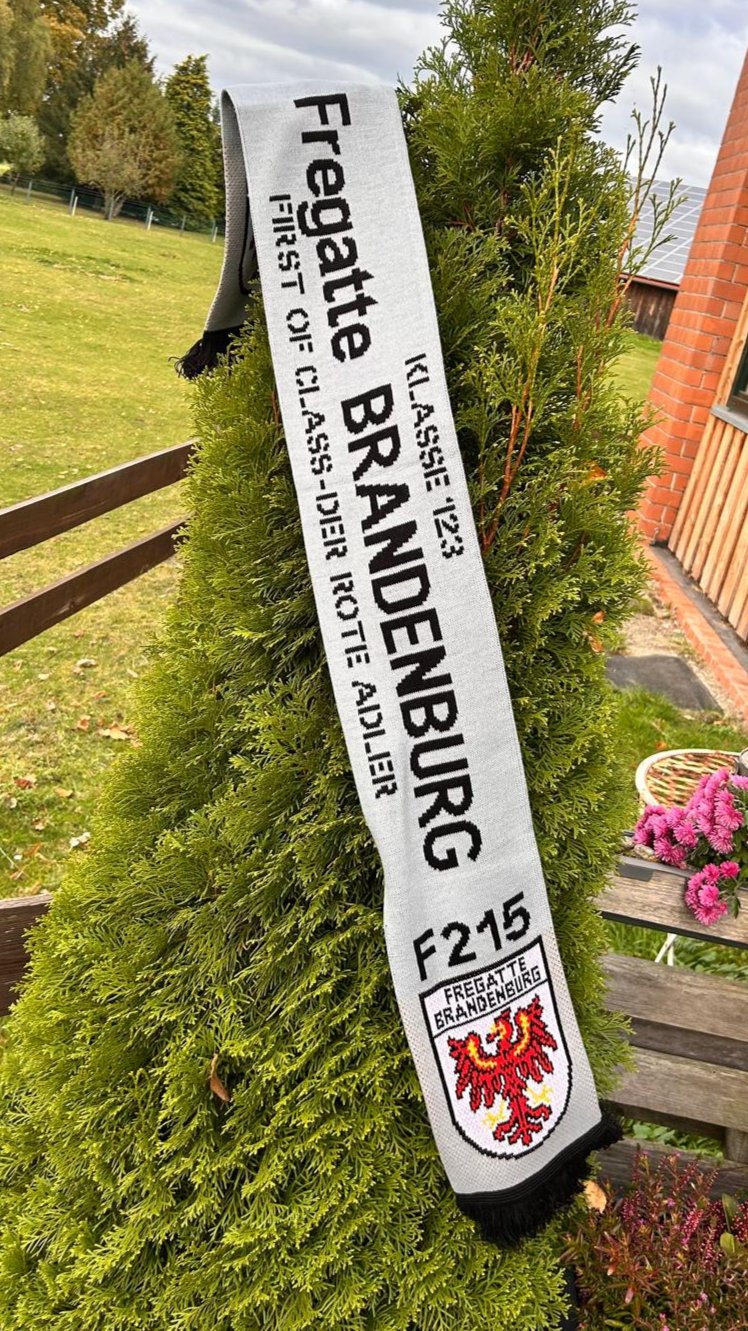 KLASSE '123
Fregatte BRANDENBURG
FIRST OF CLASS-DER ROTE ADLER
F215
FREGATTE
BRANDENBURG